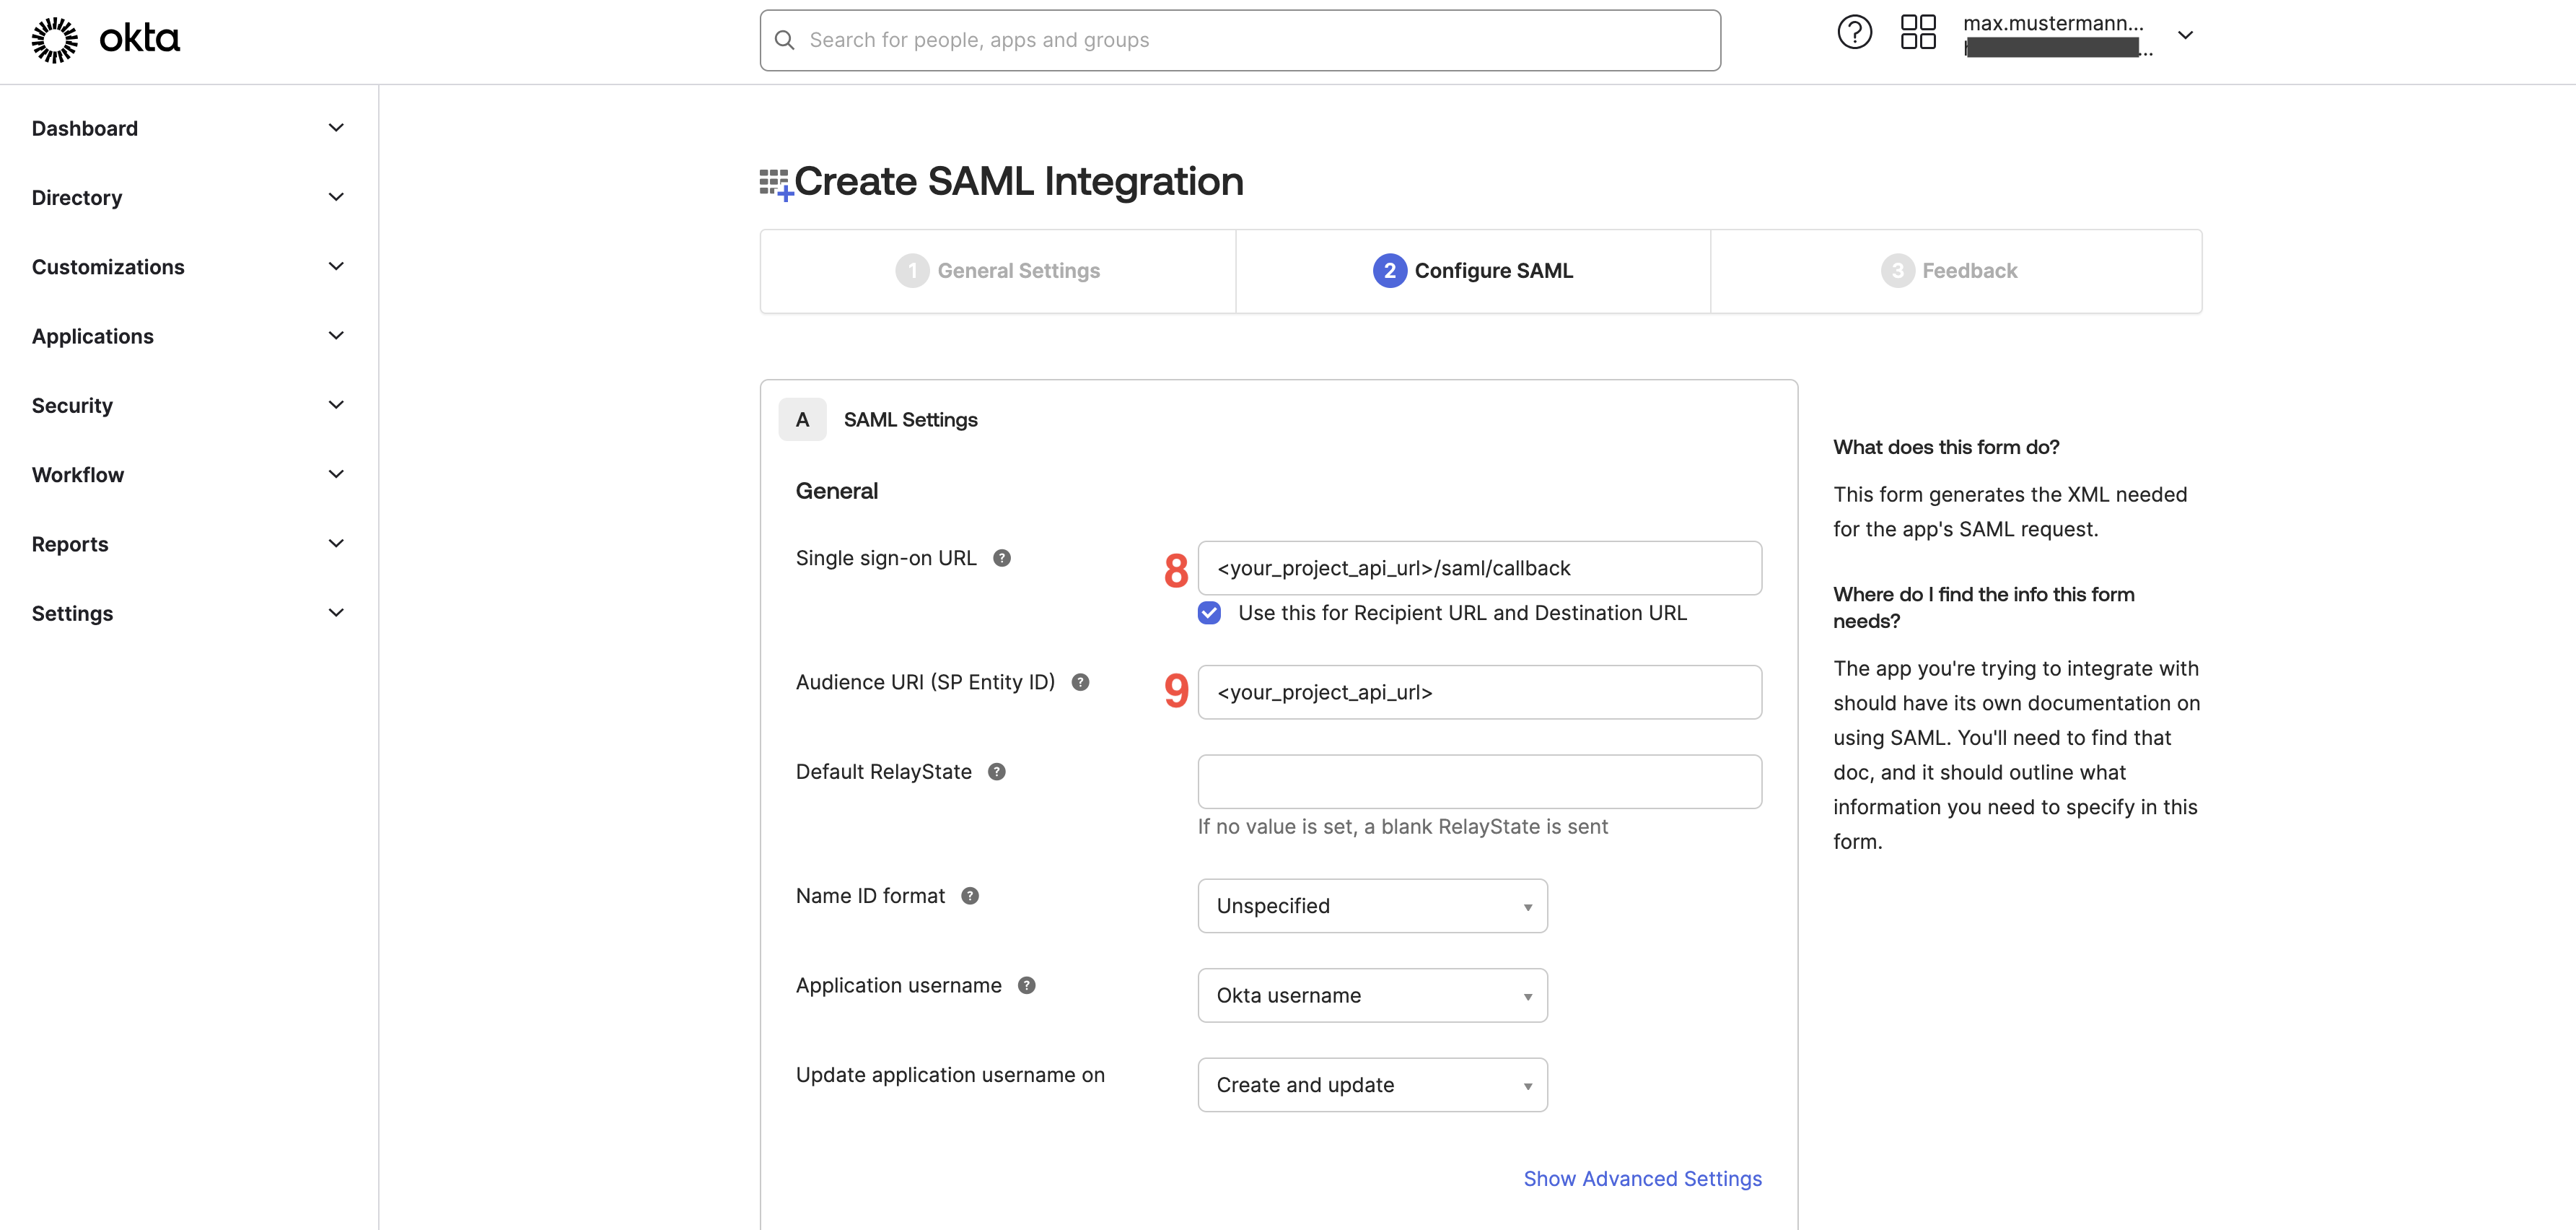 okta
Search for people, apps and groups
max.mustermann...
Dashboard
Directory
Customizations
Applications
Security
Workflow
Reports
Settings
Create SAML Integration
1 General Settings
2 Configure SAML
3 Feedback
A SAML Settings
General
Single sign-on URL ?
8 <your_project_api_url>/saml/callback
Use this for Recipient URL and Destination URL
Audience URI (SP Entity ID) ?
9 <your_project_api_url>
Default RelayState ?
If no value is set, a blank RelayState is sent
Name ID format ?
Unspecified
Application username ?
Okta username
Update application username on
Create and update
Show Advanced Settings
What does this form do?
This form generates the XML needed
for the app's SAML request.
Where do I find the info this form
needs?
The app you're trying to integrate with
should have its own documentation on
using SAML. You'll need to find that
doc, and it should outline what
information you need to specify in this
form.